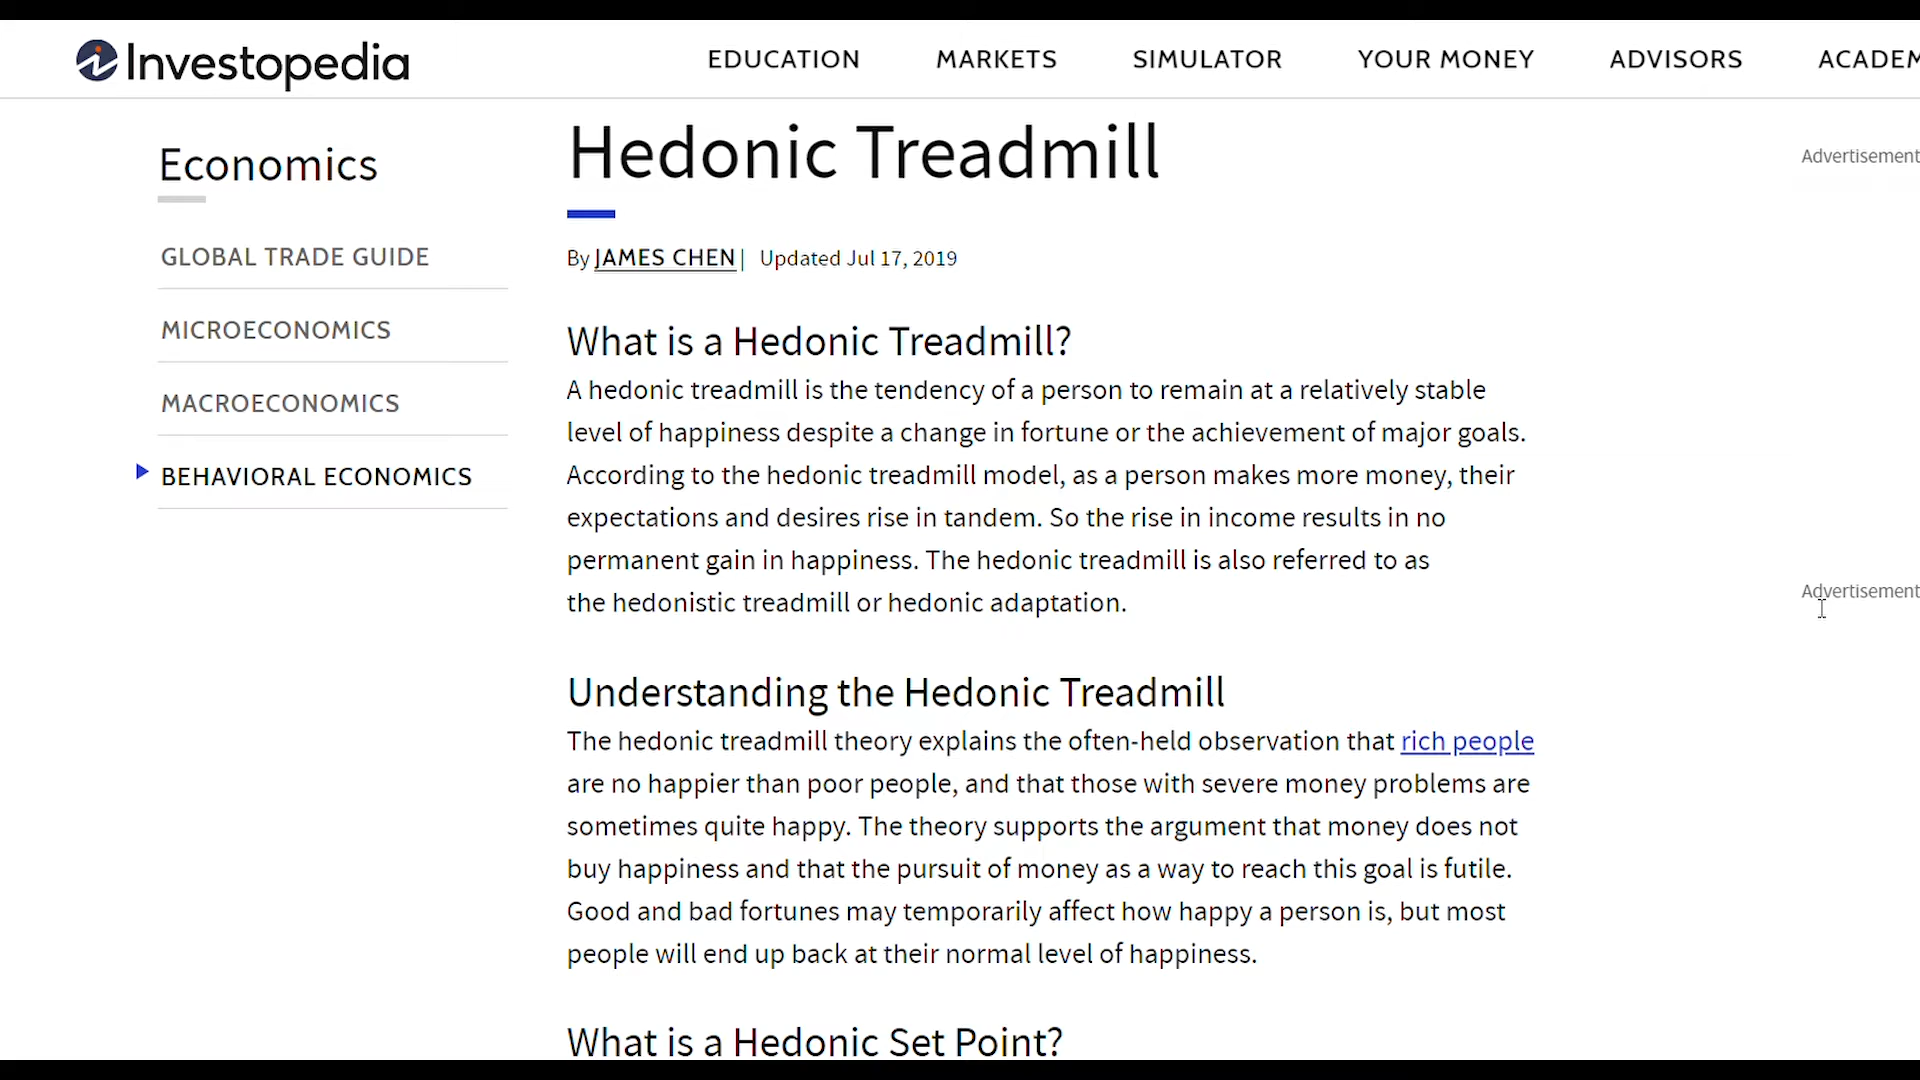 Investopedia
EDUCATION
MARKETS
SIMULATOR
YOUR MONEY
ADVISORS
ACADEM
Economics
GLOBAL TRADE GUIDE
MICROECONOMICS
MACROECONOMICS
BEHAVIORAL ECONOMICS
Hedonic Treadmill
By JAMES CHEN | Updated Jul 17, 2019
What is a Hedonic Treadmill?
A hedonic treadmill is the tendency of a person to remain at a relatively stable
level of happiness despite a change in fortune or the achievement of major goals.
According to the hedonic treadmill model, as a person makes more money, their
expectations and desires rise in tandem. So the rise in income results in no
permanent gain in happiness. The hedonic treadmill is also referred to as
the hedonistic treadmill or hedonic adaptation.
Understanding the Hedonic Treadmill
The hedonic treadmill theory explains the often-held observation that rich people
are no happier than poor people, and that those with severe money problems are
sometimes quite happy. The theory supports the argument that money does not
buy happiness and that the pursuit of money as a way to reach this goal is futile.
Good and bad fortunes may temporarily affect how happy a person is, but most
people will end up back at their normal level of happiness.
What is a Hedonic Set Point?
Advertisement
Advertisement